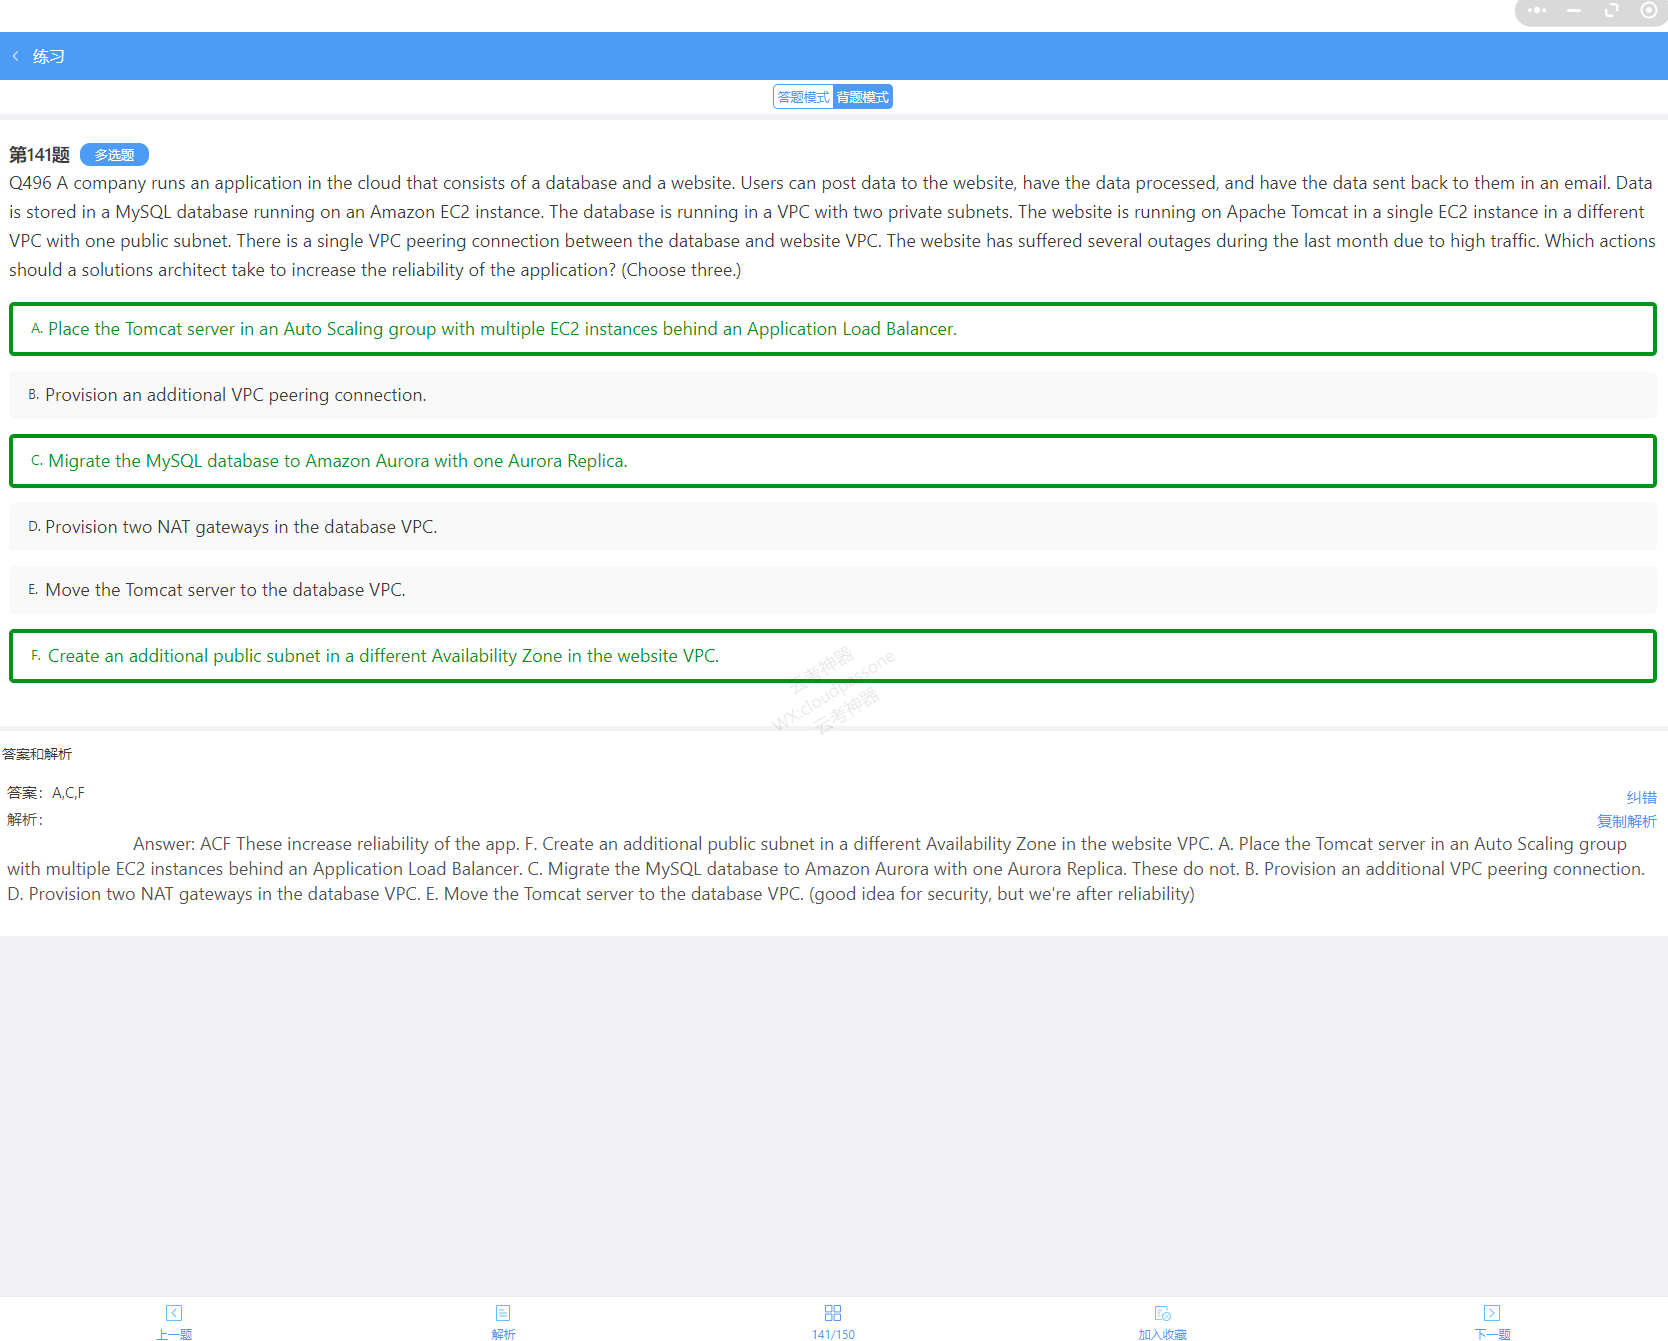 练习
答题模式 背题模式
第141题 多选题
Q496 A company runs an application in the cloud that consists of a database and a website. Users can post data to the website, have the data processed, and have the data sent back to them in an email. Data
is stored in a MySQL database running on an Amazon EC2 instance. The database is running in a VPC with two private subnets. The website is running on Apache Tomcat in a single EC2 instance in a different
VPC with one public subnet. There is a single VPC peering connection between the database and website VPC. The website has suffered several outages during the last month due to high traffic. Which actions
should a solutions architect take to increase the reliability of the application? (Choose three.)
A. Place the Tomcat server in an Auto Scaling group with multiple EC2 instances behind an Application Load Balancer.
B. Provision an additional VPC peering connection.
C. Migrate the MySQL database to Amazon Aurora with one Aurora Replica.
D. Provision two NAT gateways in the database VPC.
E. Move the Tomcat server to the database VPC.
F. Create an additional public subnet in a different Availability Zone in the website VPC.
云考神器
WX:cloudpassone
云考神器
答案和解析
答案：A,C,F
纠错
解析：
复制解析
Answer: ACF These increase reliability of the app. F. Create an additional public subnet in a different Availability Zone in the website VPC. A. Place the Tomcat server in an Auto Scaling group
with multiple EC2 instances behind an Application Load Balancer. C. Migrate the MySQL database to Amazon Aurora with one Aurora Replica. These do not. B. Provision an additional VPC peering connection.
D. Provision two NAT gateways in the database VPC. E. Move the Tomcat server to the database VPC. (good idea for security, but we're after reliability)
上一题 解析 141/150 加入收藏 下一题